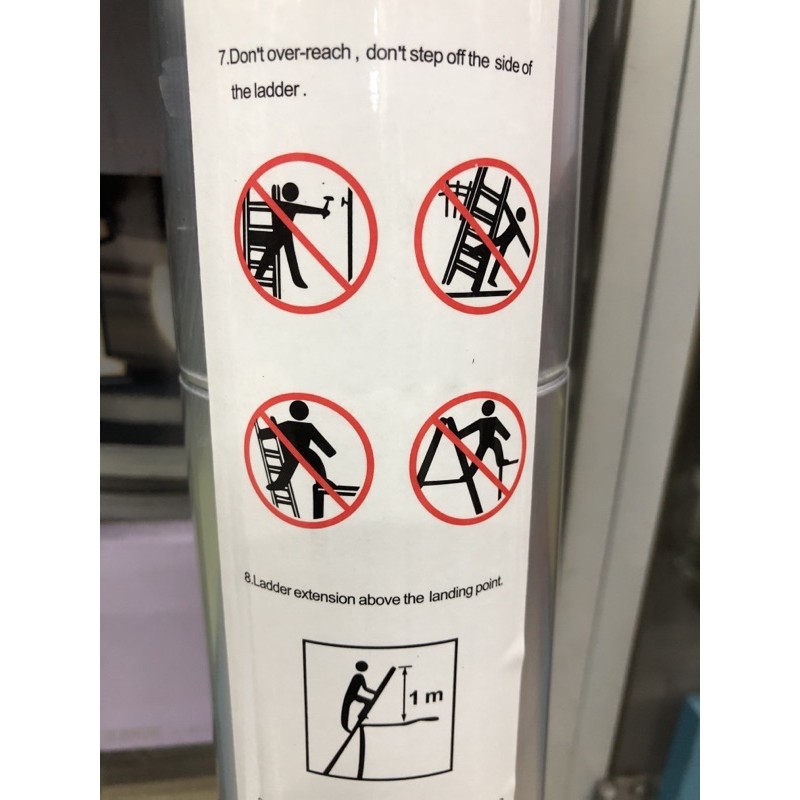 7.Don't over-reach , don't step off the side of
the ladder .
8.Ladder extension above the landing point.
1 m